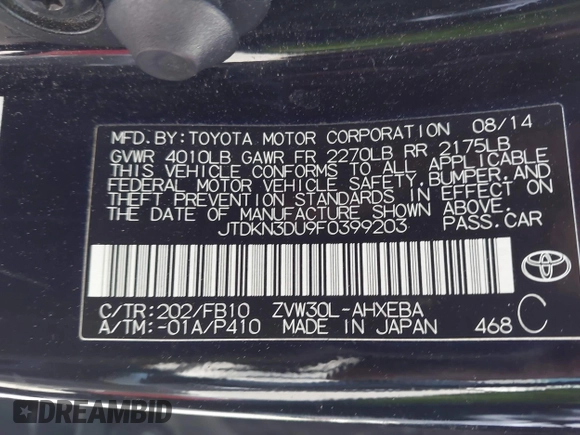 MFD. BY: TOYOTA MOTOR CORPORATION 08/14
GVWR 4010LB GAWR FR 2270LB RR 2175LB
THIS VEHICLE CONFORMS TO ALL APPLICABLE
FEDERAL MOTOR VEHICLE SAFETY, BUMPER, AND
THEFT PREVENTION STANDARDS IN EFFECT ON
THE DATE OF MANUFACTURE SHOWN ABOVE.
JTDKN3DU9F0399203 PASS. CAR
C/TR: 202/FB10 ZVW30L-AHXEBA
A/TM: -01A/P410 MADE IN JAPAN 468 C
DREAMBID